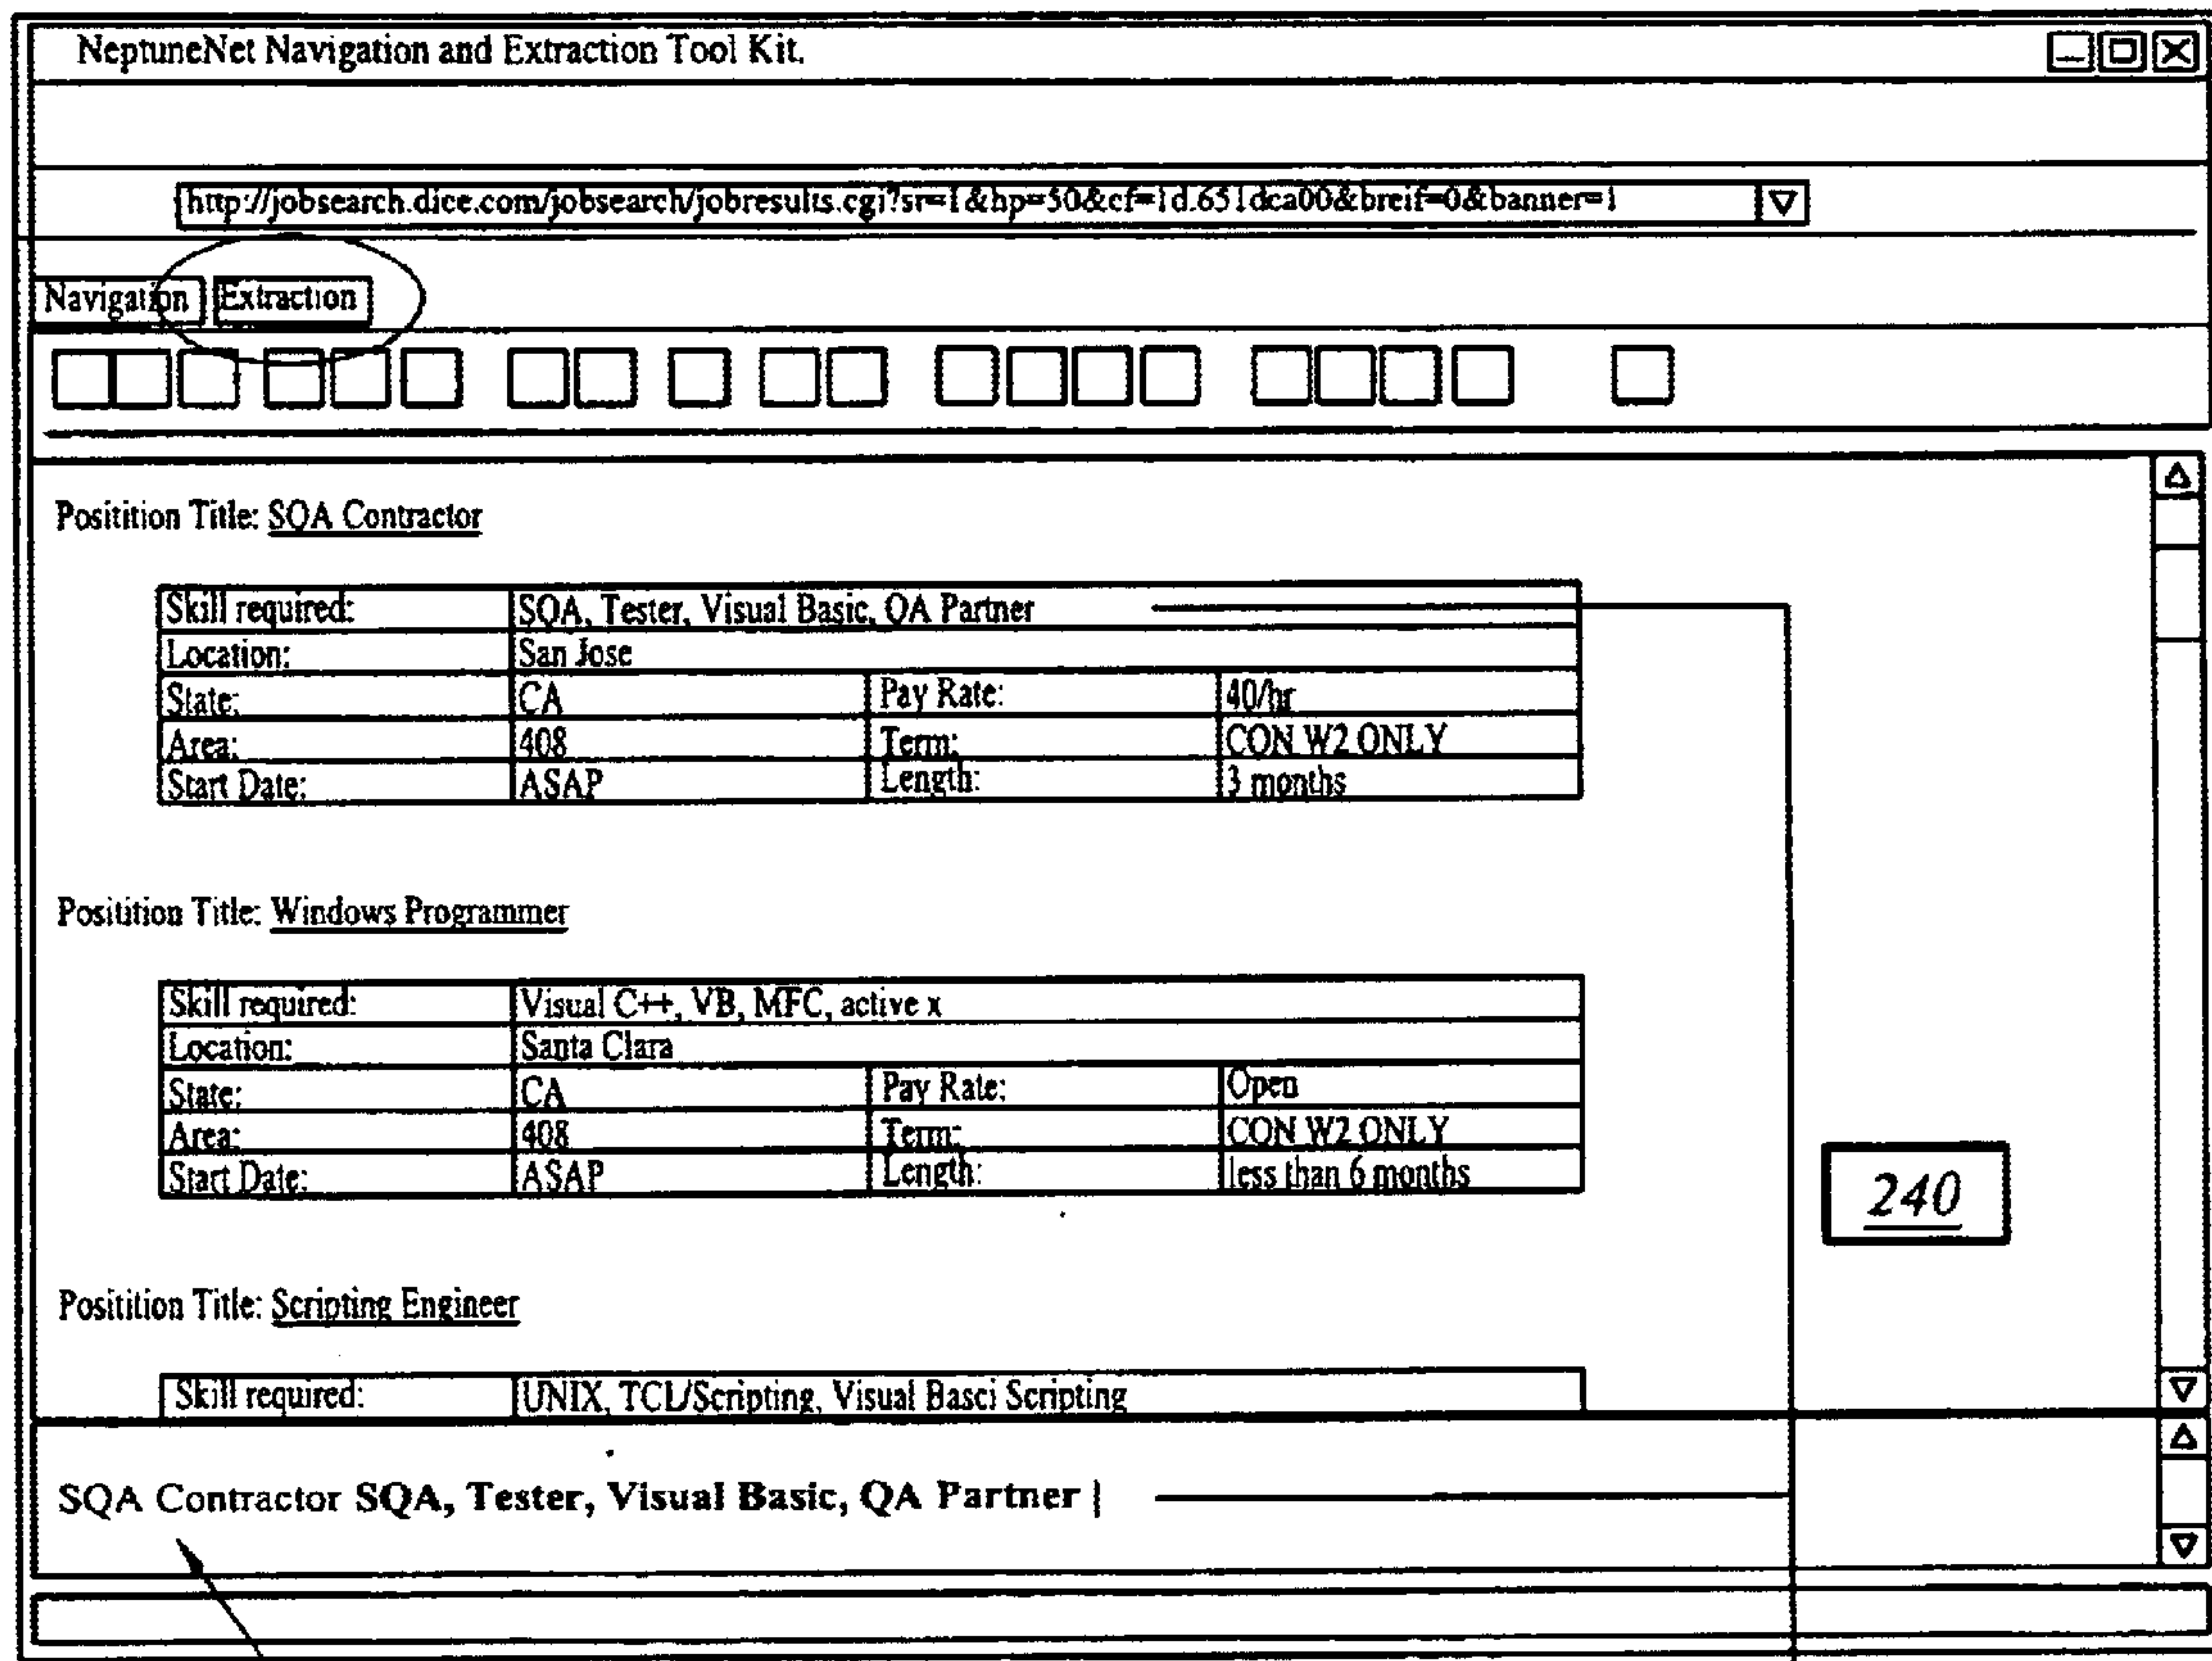 NeptuneNet Navigation and Extraction Tool Kit.
http://jobsearch.dice.com/jobsearch/jobresults.cgi?sr=1&hp=50&cf=1d.651dca00&breif=0&banner=1
Navigation Extraction
Positition Title: SQA Contractor
Skill required: SQA, Tester, Visual Basic, QA Partner
Location: San Jose
State: CA Pay Rate: 40/hr
Area: 408 Term: CON W2 ONLY
Start Date: ASAP Length: 3 months
Positition Title: Windows Programmer
Skill required: Visual C++, VB, MFC, active x
Location: Santa Clara
State: CA Pay Rate: Open
Area: 408 Term: CON W2 ONLY
Start Date: ASAP Length: less than 6 months
240
Positition Title: Scripting Engineer
Skill required: UNIX, TCL/Scripting, Visual Basci Scripting
SQA Contractor SQA, Tester, Visual Basic, QA Partner |